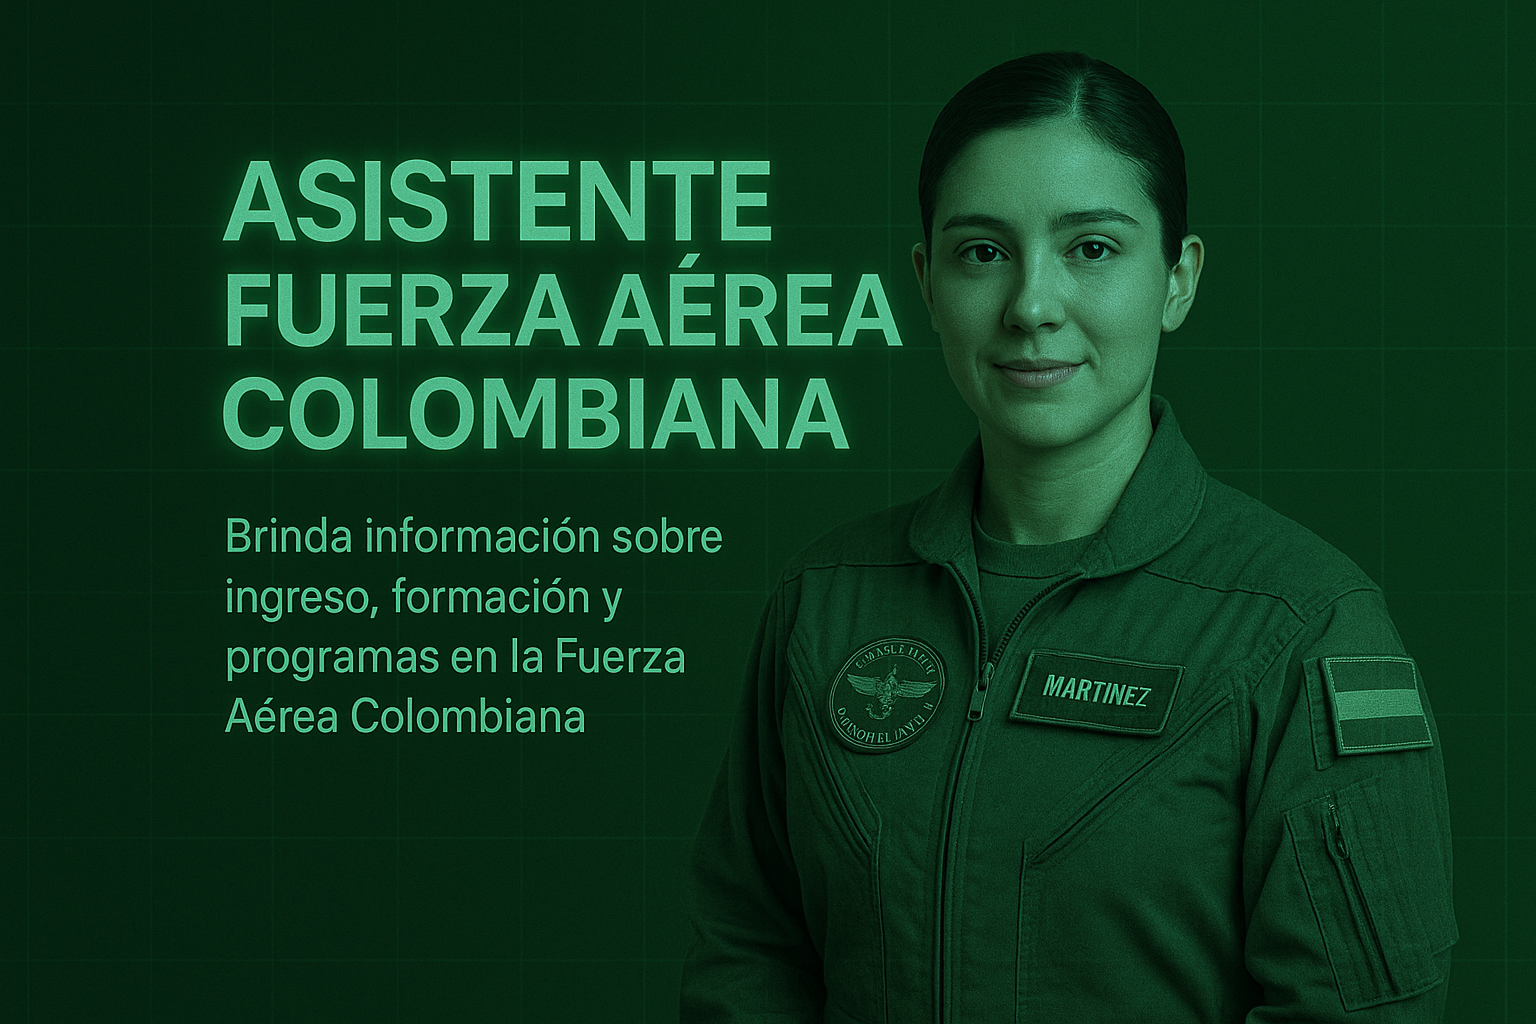 ASISTENTE
FUERZA AÉREA
COLOMBIANA
Brinda información sobre
ingreso, formación y
programas en la Fuerza
Aérea Colombiana
MARTINEZ